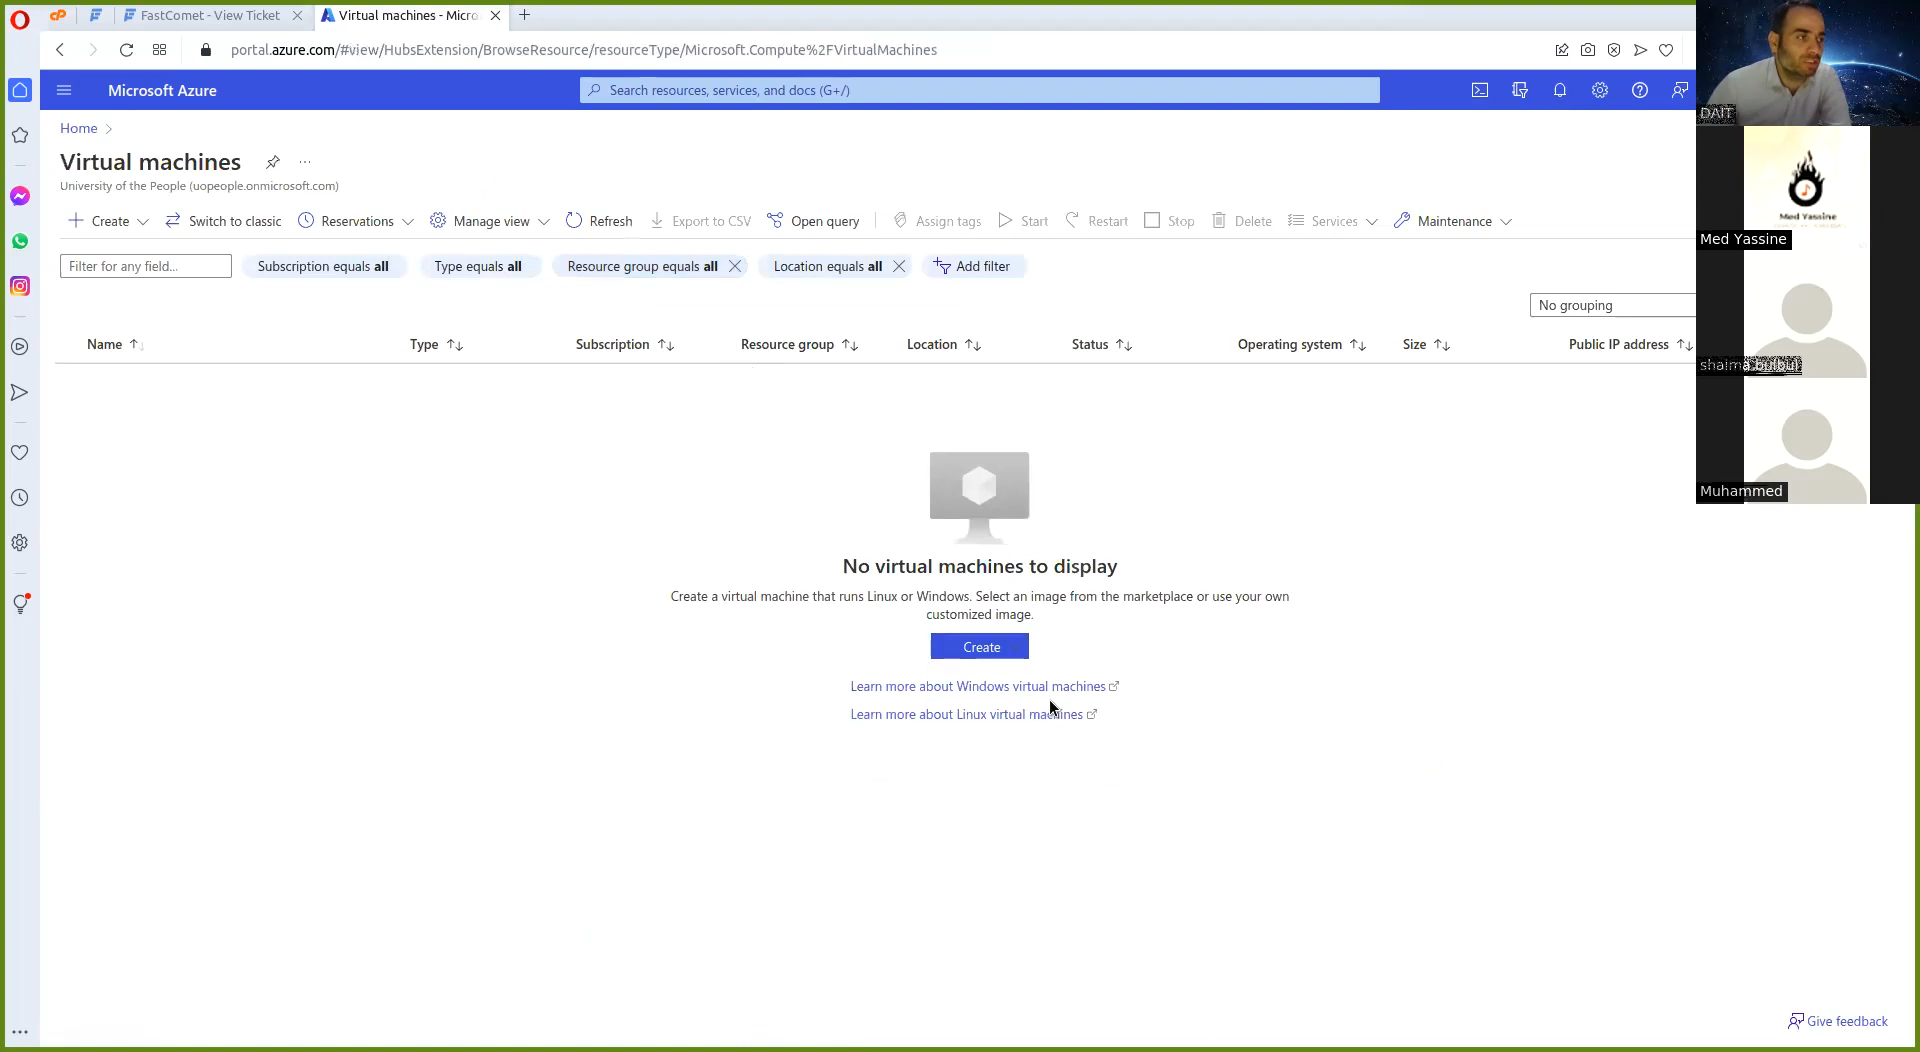 FastComet - View Ticket
Virtual machines - Micro
portal.azure.com/#view/HubsExtension/BrowseResource/resourceType/Microsoft.Compute%2FVirtualMachines
Microsoft Azure
Search resources, services, and docs (G+/)
DAIT
Home
Virtual machines
University of the People (uopeople.onmicrosoft.com)
Create
Switch to classic
Reservations
Manage view
Refresh
Export to CSV
Open query
Assign tags
Start
Restart
Stop
Delete
Services
Maintenance
Med Yassine
Med Yassine
Filter for any field...
Subscription equals all
Type equals all
Resource group equals all
Location equals all
Add filter
No grouping
Name
Type
Subscription
Resource group
Location
Status
Operating system
Size
Public IP address
shaima bulbul
Muhammed
No virtual machines to display
Create a virtual machine that runs Linux or Windows. Select an image from the marketplace or use your own
customized image.
Create
Learn more about Windows virtual machines
Learn more about Linux virtual machines
Give feedback